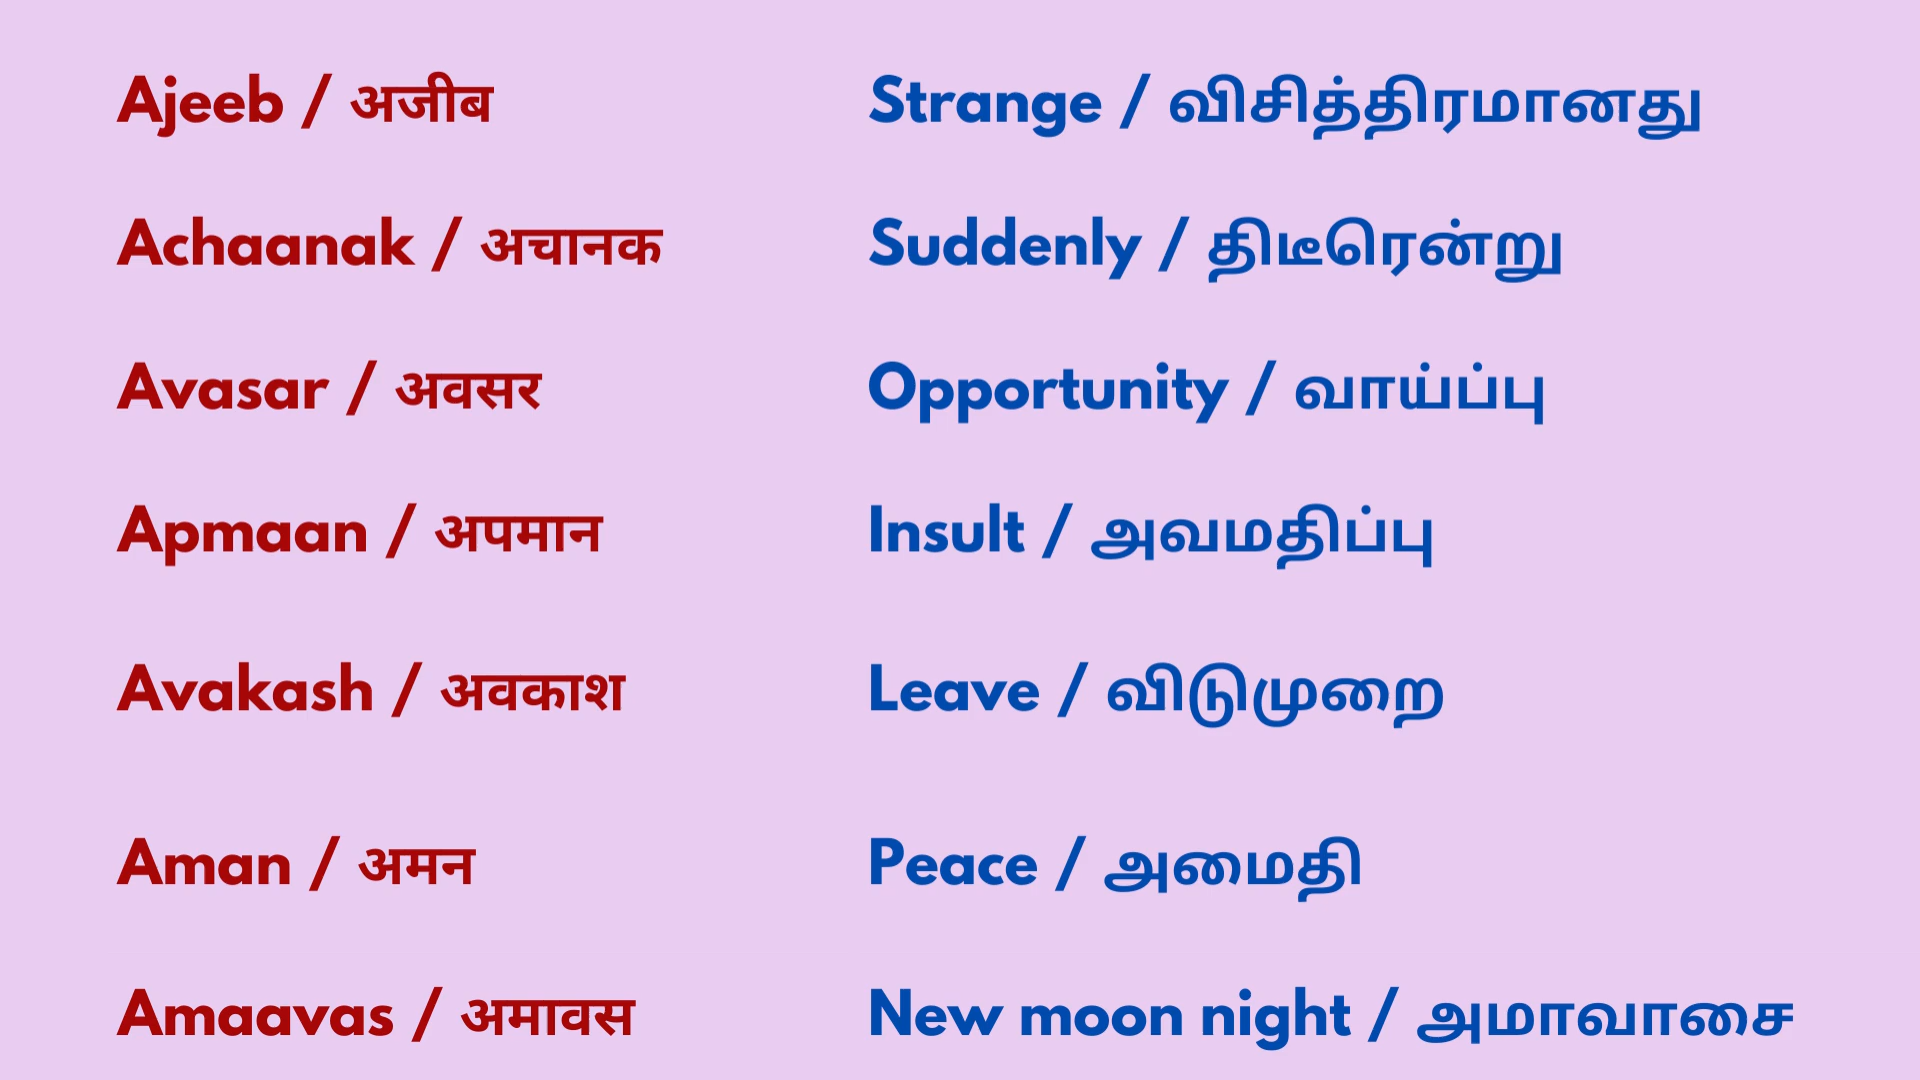 Ajeeb / अजीब Strange / விசித்திரமானது
Achaanak / अचानक Suddenly / திடீரென்று
Avasar / अवसर Opportunity / வாய்ப்பு
Apmaan / अपमान Insult / அவமதிப்பு
Avakash / अवकाश Leave / விடுமுறை
Aman / अमन Peace / அமைதி
Amaavas / अमावस New moon night / அமாவாசை